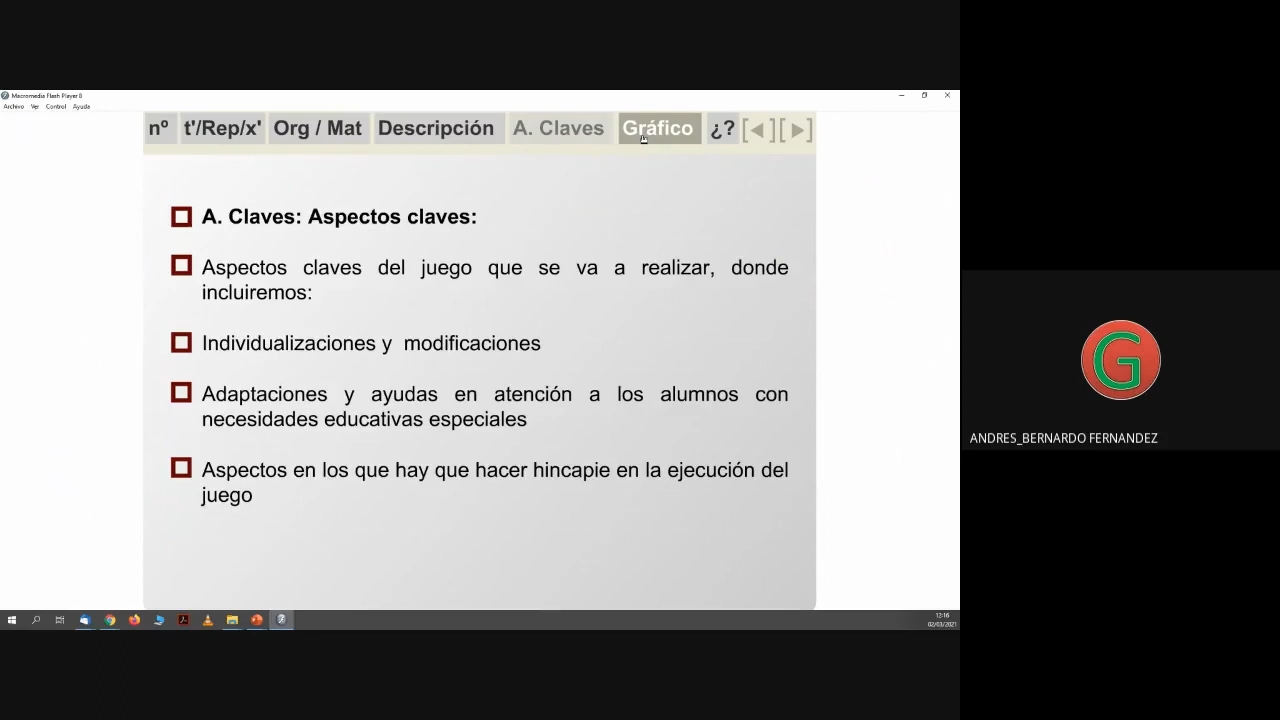 Macromedia Flash Player 8
Archivo Ver Control Ayuda
nº t'/Rep/x' Org / Mat Descripción A. Claves Gráfico ¿? [◄] [►]
A. Claves: Aspectos claves:
Aspectos claves del juego que se va a realizar, donde
incluiremos:
Individualizaciones y modificaciones
Adaptaciones y ayudas en atención a los alumnos con
necesidades educativas especiales
Aspectos en los que hay que hacer hincapie en la ejecución del
juego
G
ANDRES_BERNARDO FERNANDEZ
12:16
02/03/2021